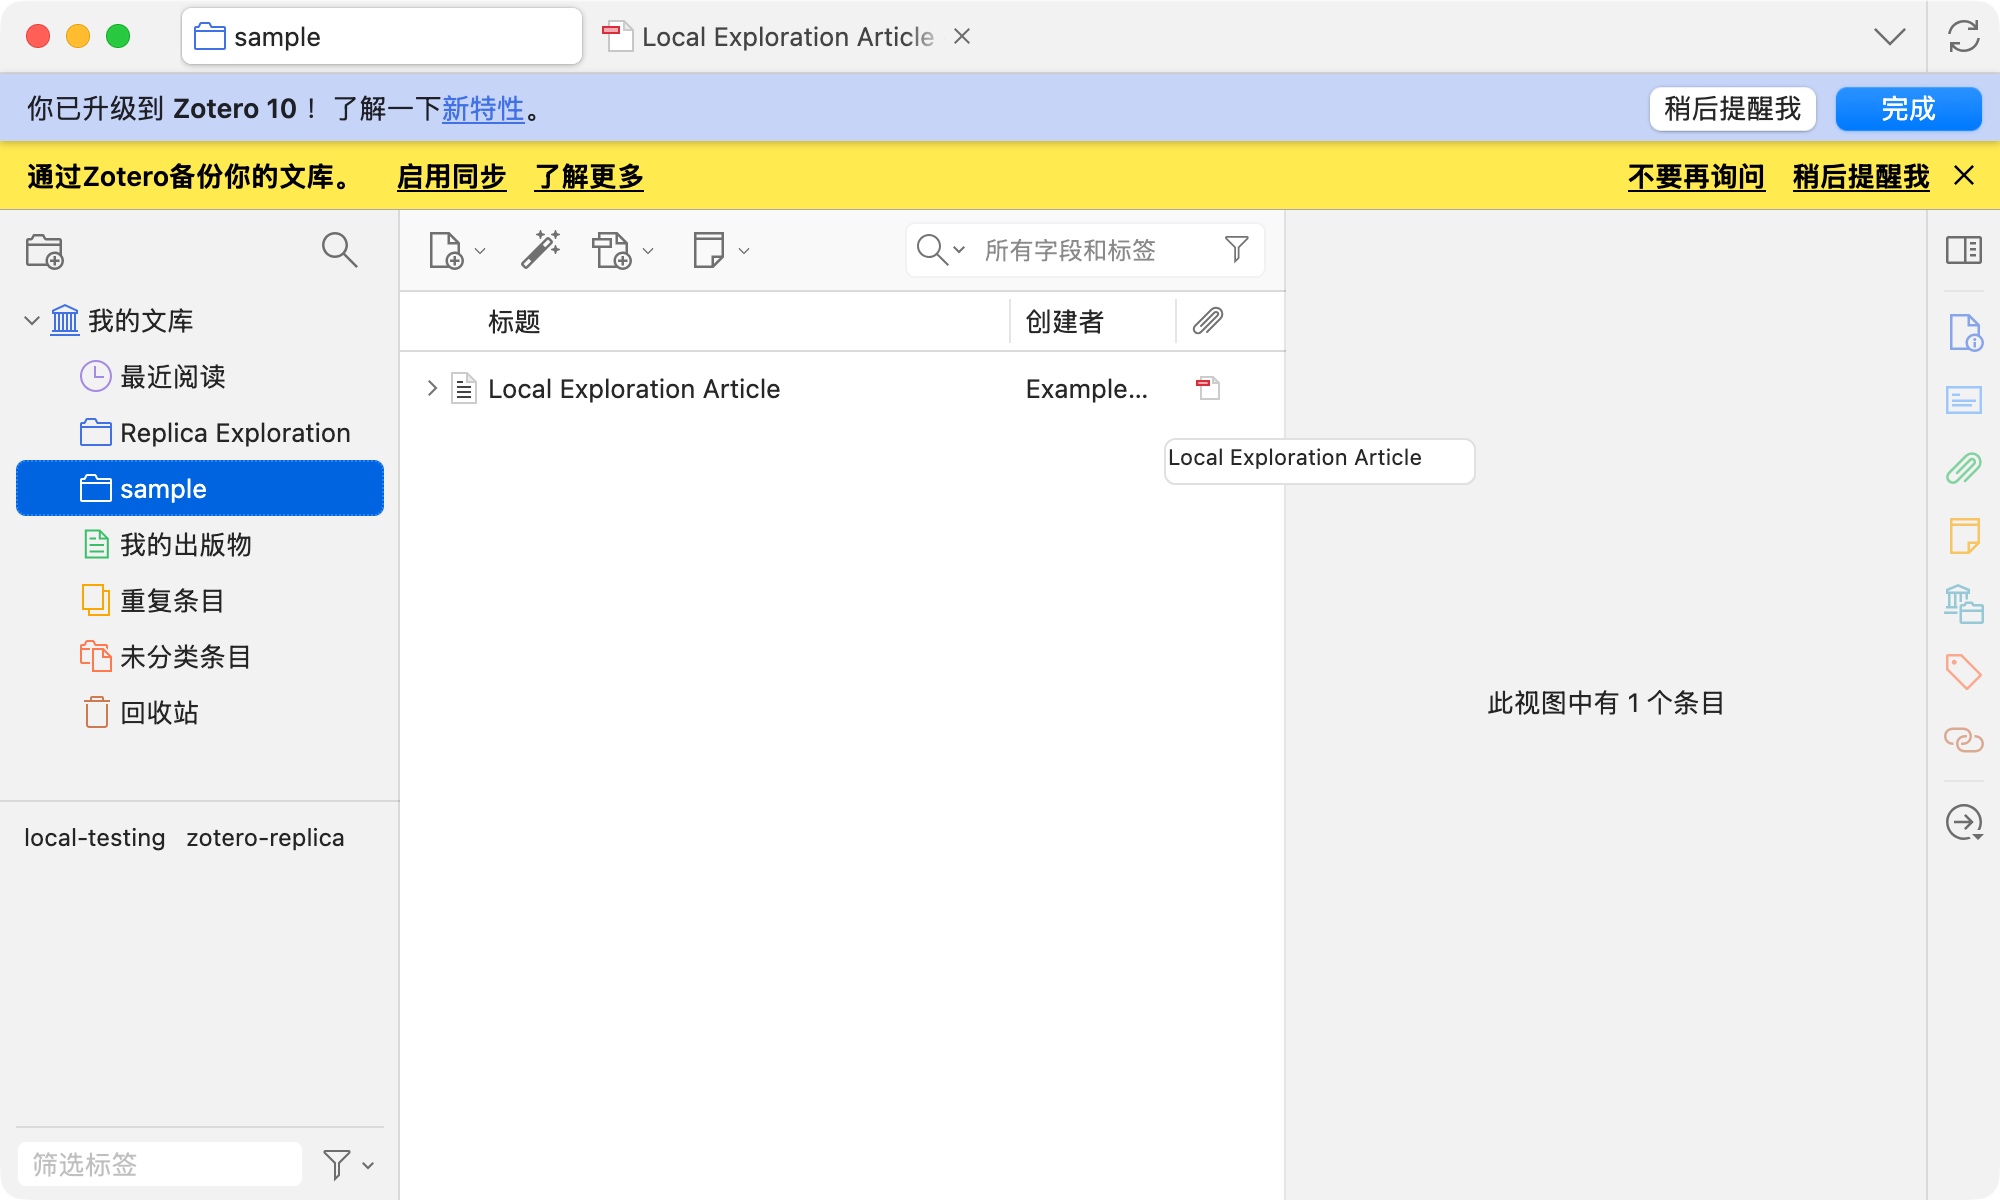 sample
Local Exploration Article
你已升级到 Zotero 10！ 了解一下新特性。
稍后提醒我
完成
通过Zotero备份你的文库。 启用同步 了解更多
不要再询问 稍后提醒我
所有字段和标签
我的文库
最近阅读
Replica Exploration
sample
我的出版物
重复条目
未分类条目
回收站
标题 创建者
Local Exploration Article Example...
Local Exploration Article
此视图中有 1 个条目
local-testing zotero-replica
筛选标签